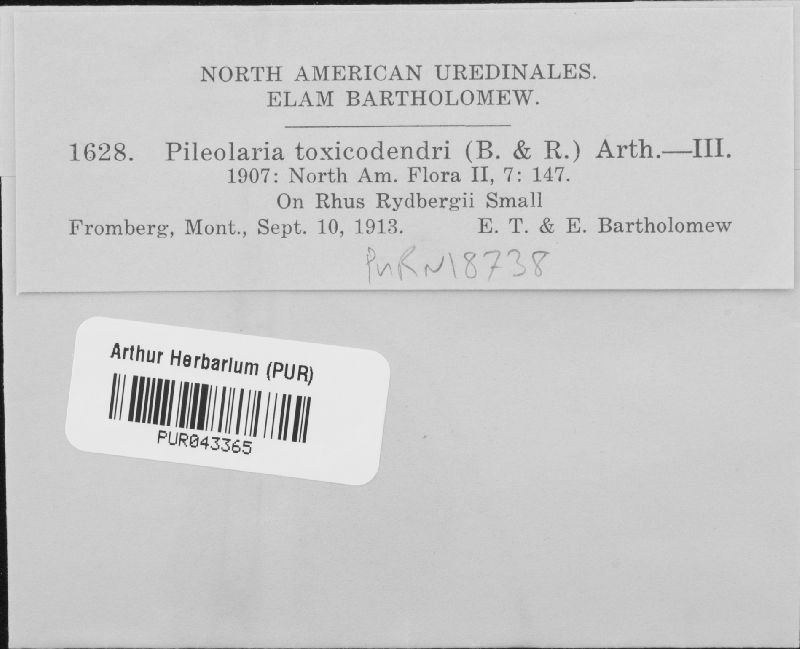 NORTH AMERICAN UREDINALES.
ELAM BARTHOLOMEW.
1628. Pileolaria toxicodendri (B. & R.) Arth.—III.
1907: North Am. Flora II, 7: 147.
On Rhus Rydbergii Small
Fromberg, Mont., Sept. 10, 1913. E. T. & E. Bartholomew
PURN18738
Arthur Herbarium (PUR)
PUR043365